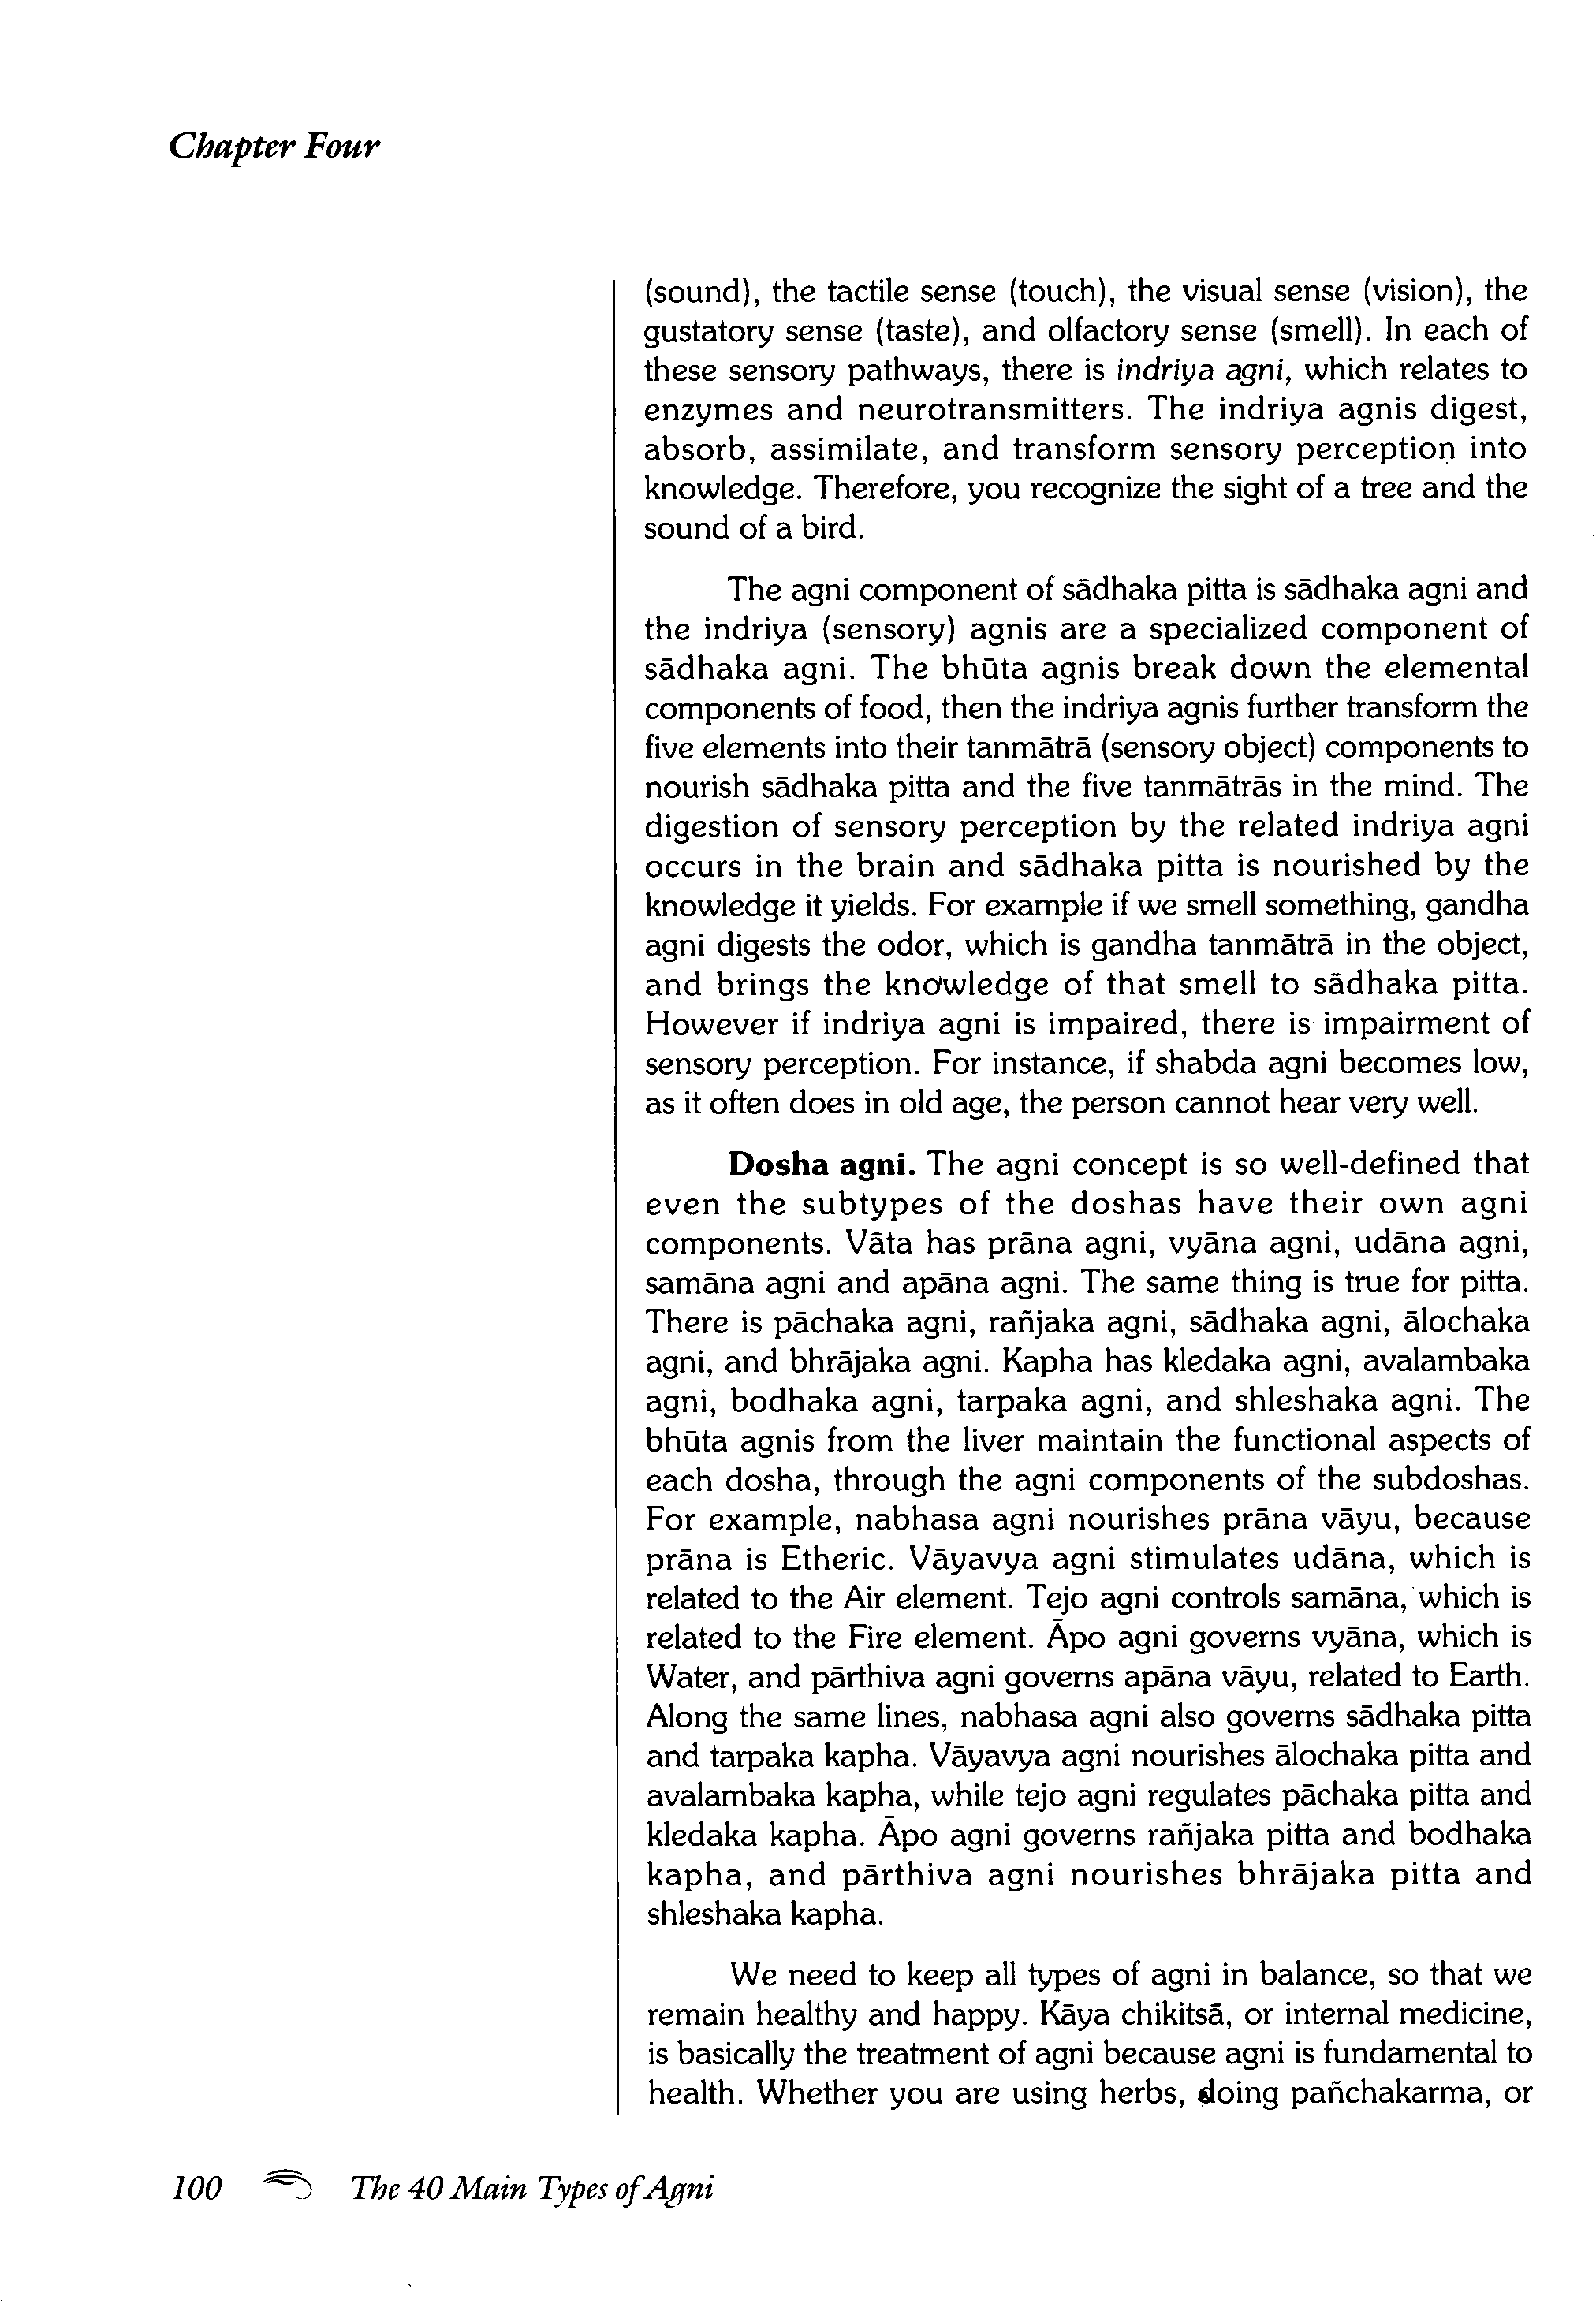 Chapter Four
(sound), the tactile sense (touch), the visual sense (vision), the
gustatory sense (taste), and olfactory sense (smell). In each of
these sensory pathways, there is indriya agni, which relates to
enzymes and neurotransmitters. The indriya agnis digest,
absorb, assimilate, and transform sensory perception into
knowledge. Therefore, you recognize the sight of a tree and the
sound of a bird.
The agni component of sādhaka pitta is sādhaka agni and
the indriya (sensory) agnis are a specialized component of
sādhaka agni. The bhūta agnis break down the elemental
components of food, then the indriya agnis further transform the
five elements into their tanmātrā (sensory object) components to
nourish sādhaka pitta and the five tanmātrās in the mind. The
digestion of sensory perception by the related indriya agni
occurs in the brain and sādhaka pitta is nourished by the
knowledge it yields. For example if we smell something, gandha
agni digests the odor, which is gandha tanmātrā in the object,
and brings the knowledge of that smell to sādhaka pitta.
However if indriya agni is impaired, there is impairment of
sensory perception. For instance, if shabda agni becomes low,
as it often does in old age, the person cannot hear very well.
Dosha agni. The agni concept is so well-defined that
even the subtypes of the doshas have their own agni
components. Vāta has prāna agni, vyāna agni, udāna agni,
samāna agni and apāna agni. The same thing is true for pitta.
There is pāchaka agni, rañjaka agni, sādhaka agni, ālochaka
agni, and bhrājaka agni. Kapha has kledaka agni, avalambaka
agni, bodhaka agni, tarpaka agni, and shleshaka agni. The
bhūta agnis from the liver maintain the functional aspects of
each dosha, through the agni components of the subdoshas.
For example, nabhasa agni nourishes prāna vāyu, because
prāna is Etheric. Vāyavya agni stimulates udāna, which is
related to the Air element. Tejo agni controls samāna, which is
related to the Fire element. Āpo agni governs vyāna, which is
Water, and pārthiva agni governs apāna vāyu, related to Earth.
Along the same lines, nabhasa agni also governs sādhaka pitta
and tarpaka kapha. Vāyavya agni nourishes ālochaka pitta and
avalambaka kapha, while tejo agni regulates pāchaka pitta and
kledaka kapha. Āpo agni governs rañjaka pitta and bodhaka
kapha, and pārthiva agni nourishes bhrājaka pitta and
shleshaka kapha.
We need to keep all types of agni in balance, so that we
remain healthy and happy. Kāya chikitsā, or internal medicine,
is basically the treatment of agni because agni is fundamental to
health. Whether you are using herbs, doing pañchakarma, or
100 The 40 Main Types of Agni